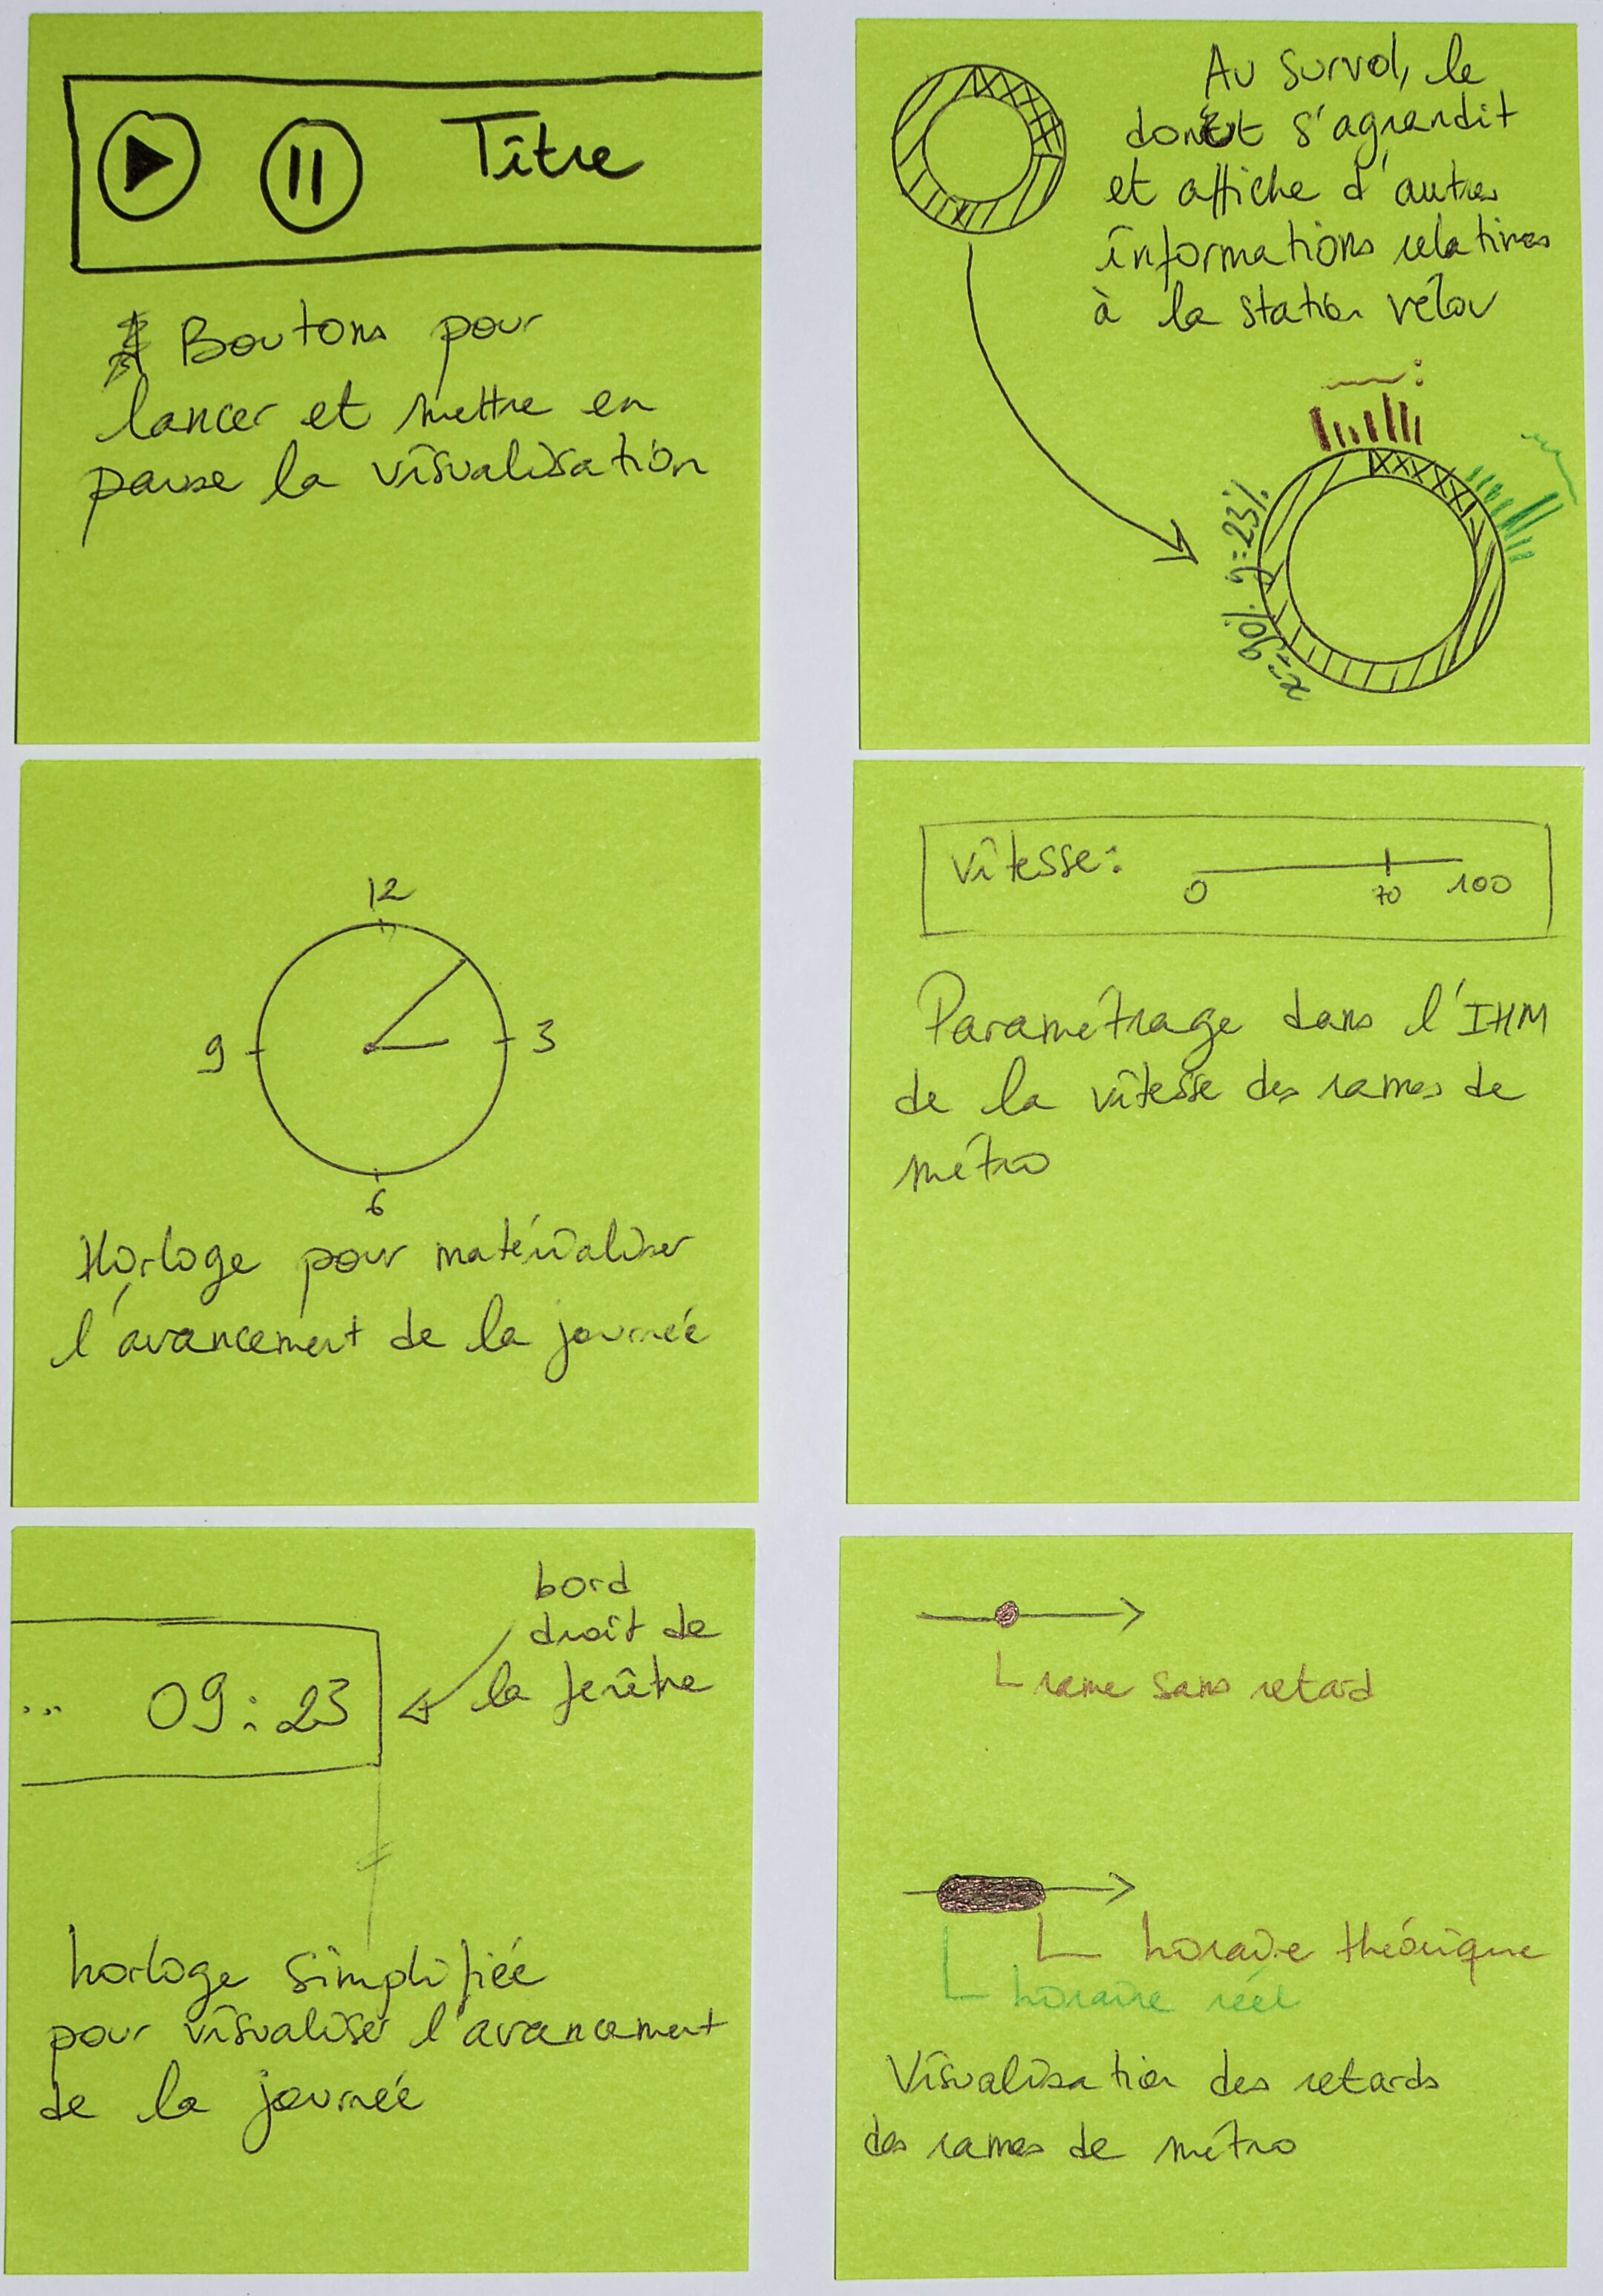 Titre
Boutons pour
lancer et mettre en
pause la visualisation
Au survol, le
donut s'agrandit
et affiche d'autres
informations relatives
à la station vélov
y=23%
x=90%
12
3
6
9
Horloge pour matérialiser
l'avancement de la journée
vitesse:
0 70 100
Paramétrage dans l'IHM
de la vitesse des rames de
métro
bord
droit de
la fenêtre
... 09:23
horloge simplifiée
pour visualiser l'avancement
de la journée
rame sans retard
horaire théorique
horaire réel
Visualisation des retards
des rames de métro